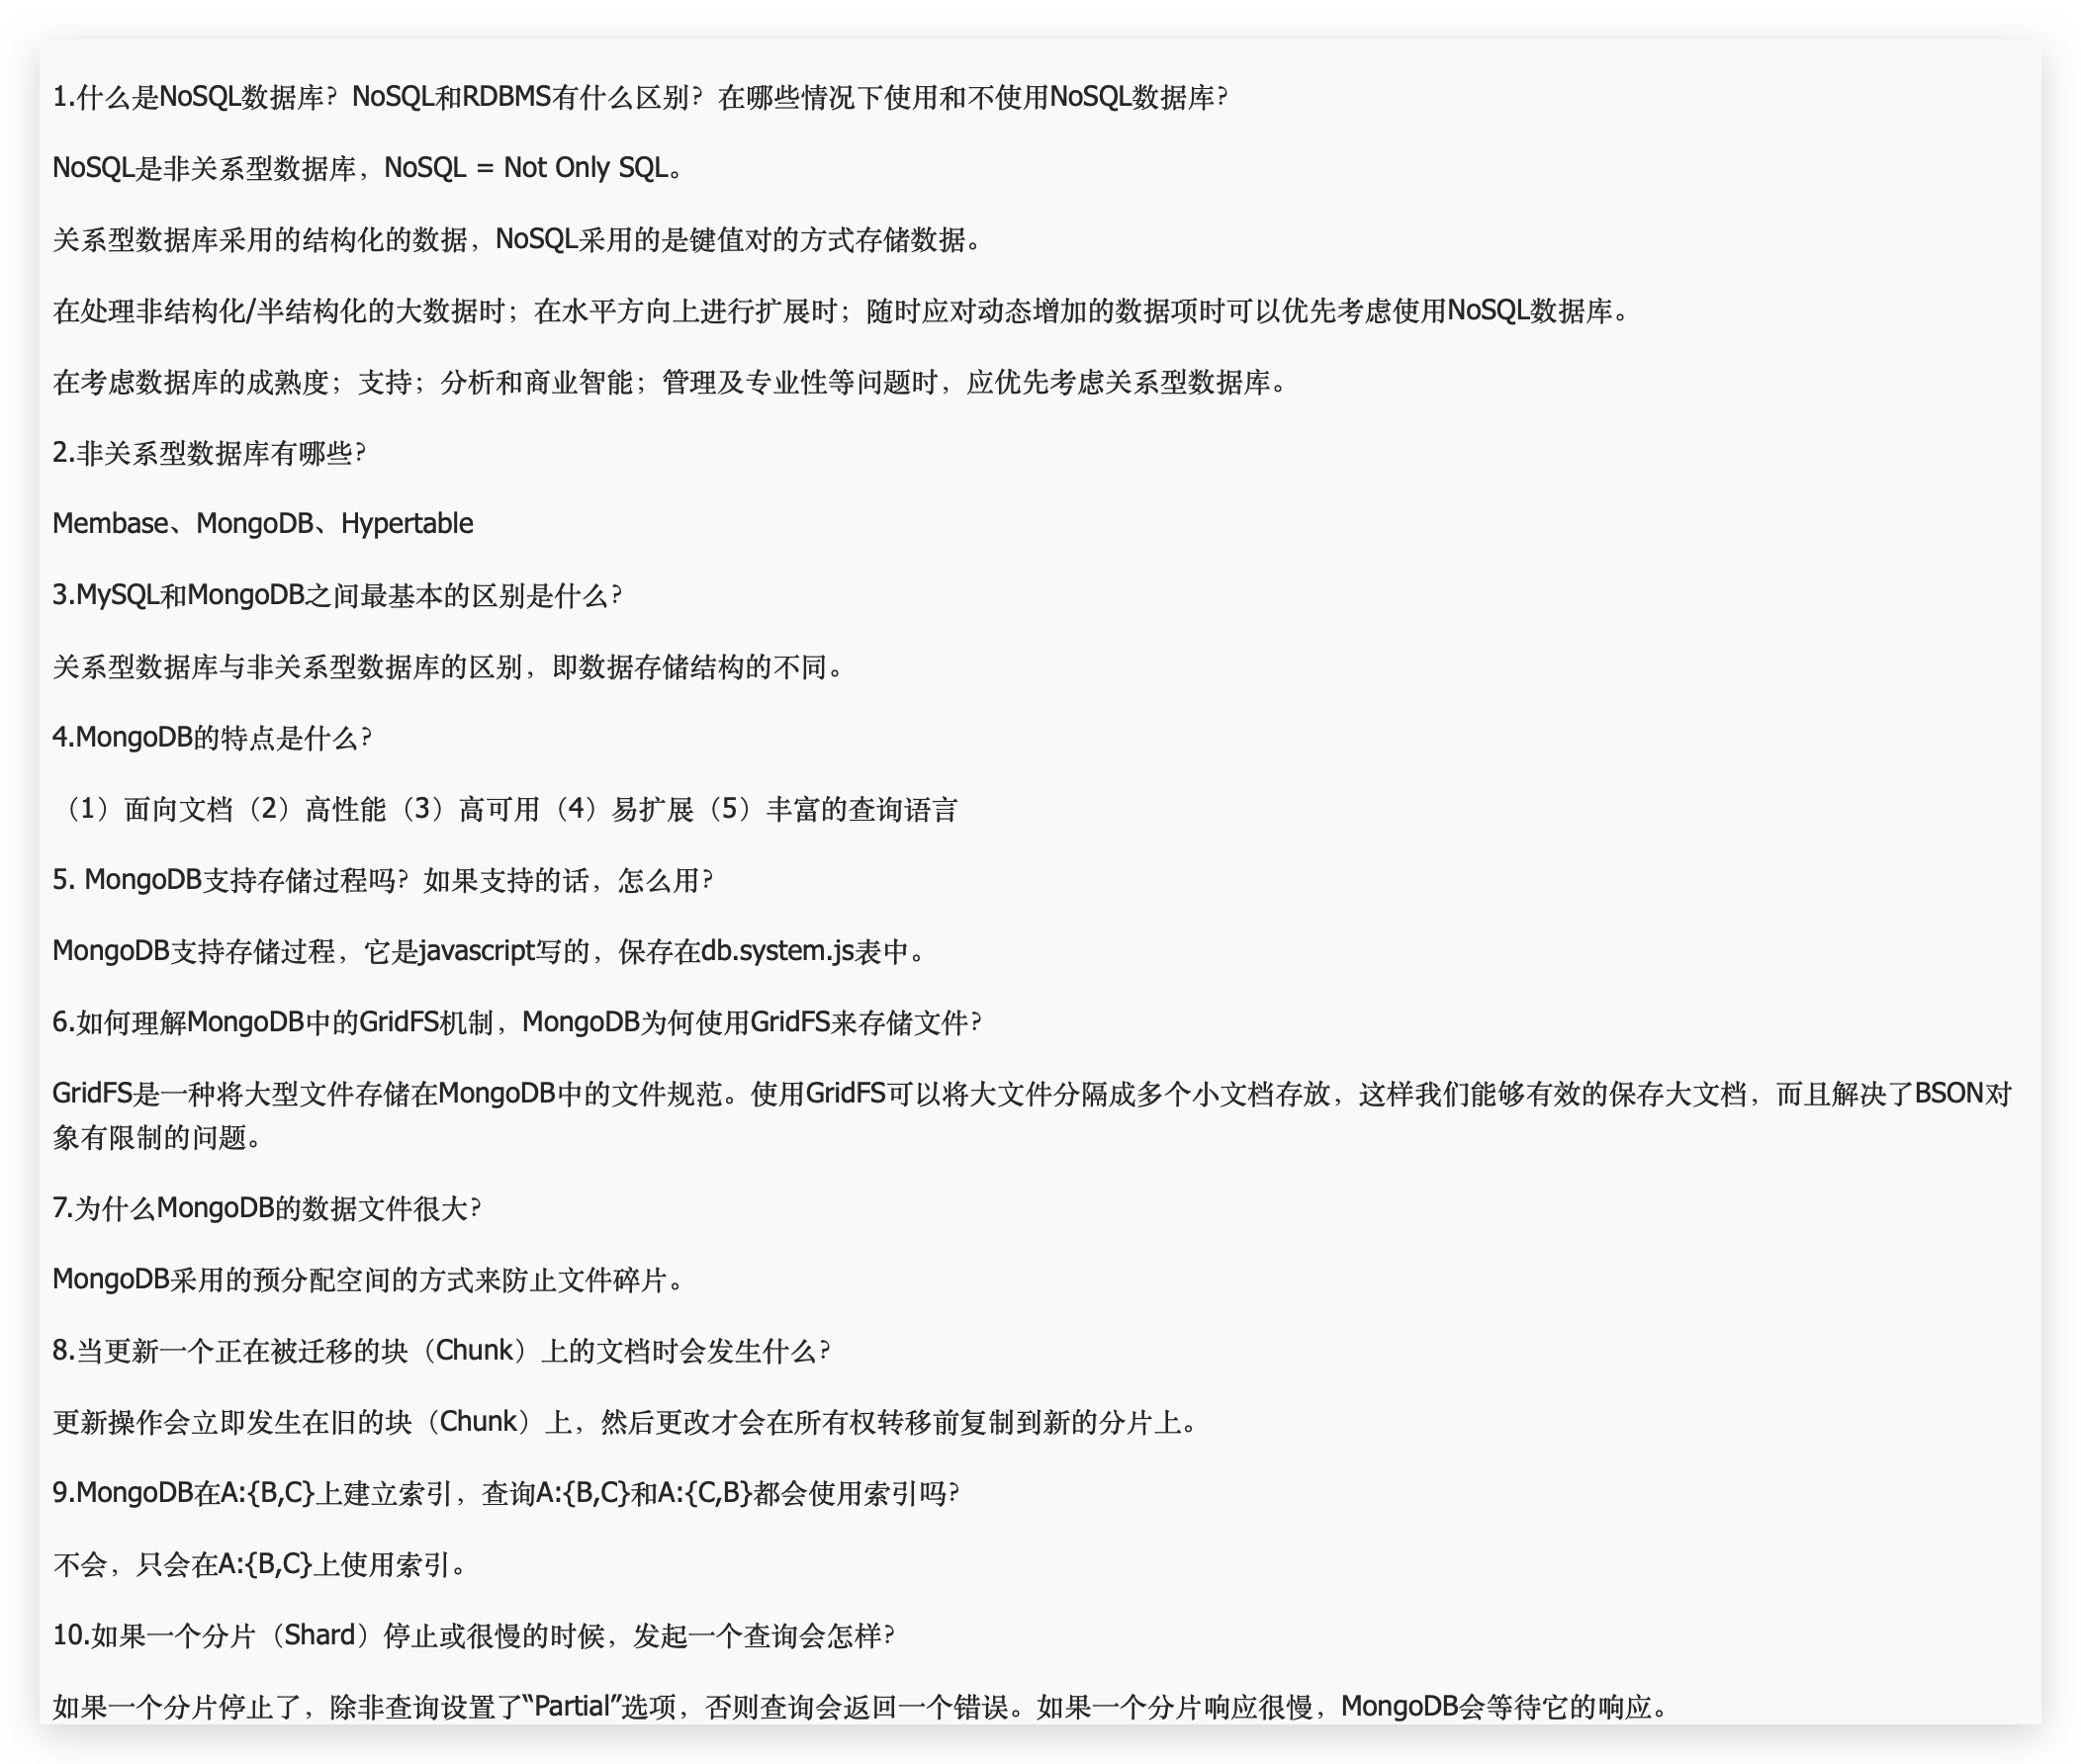 1.什么是NoSQL数据库？NoSQL和RDBMS有什么区别？在哪些情况下使用和不使用NoSQL数据库？
NoSQL是非关系型数据库，NoSQL = Not Only SQL。
关系型数据库采用的结构化的数据，NoSQL采用的是键值对的方式存储数据。
在处理非结构化/半结构化的大数据时；在水平方向上进行扩展时；随时应对动态增加的数据项时可以优先考虑使用NoSQL数据库。
在考虑数据库的成熟度；支持；分析和商业智能；管理及专业性等问题时，应优先考虑关系型数据库。
2.非关系型数据库有哪些？
Membase、MongoDB、Hypertable
3.MySQL和MongoDB之间最基本的区别是什么？
关系型数据库与非关系型数据库的区别，即数据存储结构的不同。
4.MongoDB的特点是什么？
（1）面向文档（2）高性能（3）高可用（4）易扩展（5）丰富的查询语言
5. MongoDB支持存储过程吗？如果支持的话，怎么用？
MongoDB支持存储过程，它是javascript写的，保存在db.system.js表中。
6.如何理解MongoDB中的GridFS机制，MongoDB为何使用GridFS来存储文件？
GridFS是一种将大型文件存储在MongoDB中的文件规范。使用GridFS可以将大文件分隔成多个小文档存放，这样我们能够有效的保存大文档，而且解决了BSON对
象有限制的问题。
7.为什么MongoDB的数据文件很大？
MongoDB采用的预分配空间的方式来防止文件碎片。
8.当更新一个正在被迁移的块（Chunk）上的文档时会发生什么？
更新操作会立即发生在旧的块（Chunk）上，然后更改才会在所有权转移前复制到新的分片上。
9.MongoDB在A:{B,C}上建立索引，查询A:{B,C}和A:{C,B}都会使用索引吗？
不会，只会在A:{B,C}上使用索引。
10.如果一个分片（Shard）停止或很慢的时候，发起一个查询会怎样？
如果一个分片停止了，除非查询设置了“Partial”选项，否则查询会返回一个错误。如果一个分片响应很慢，MongoDB会等待它的响应。